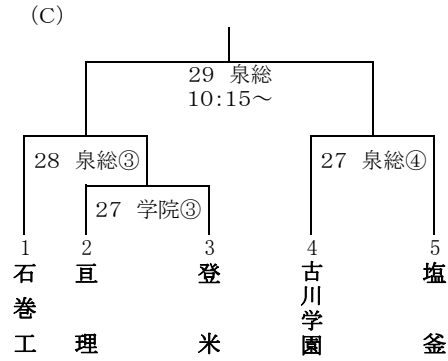 (C)
29 泉総
10:15～
28 泉総③
27 泉総④
27 学院③
1
2
3
4
5
石巻工
亘理
登米
古川学園
塩釜